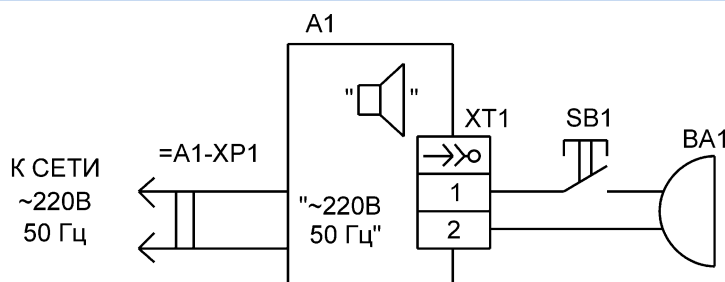 A1
" "
XT1
SB1
BA1
=A1-XP1
К СЕТИ
~220В
50 Гц
"~220В
50 Гц"
1
2